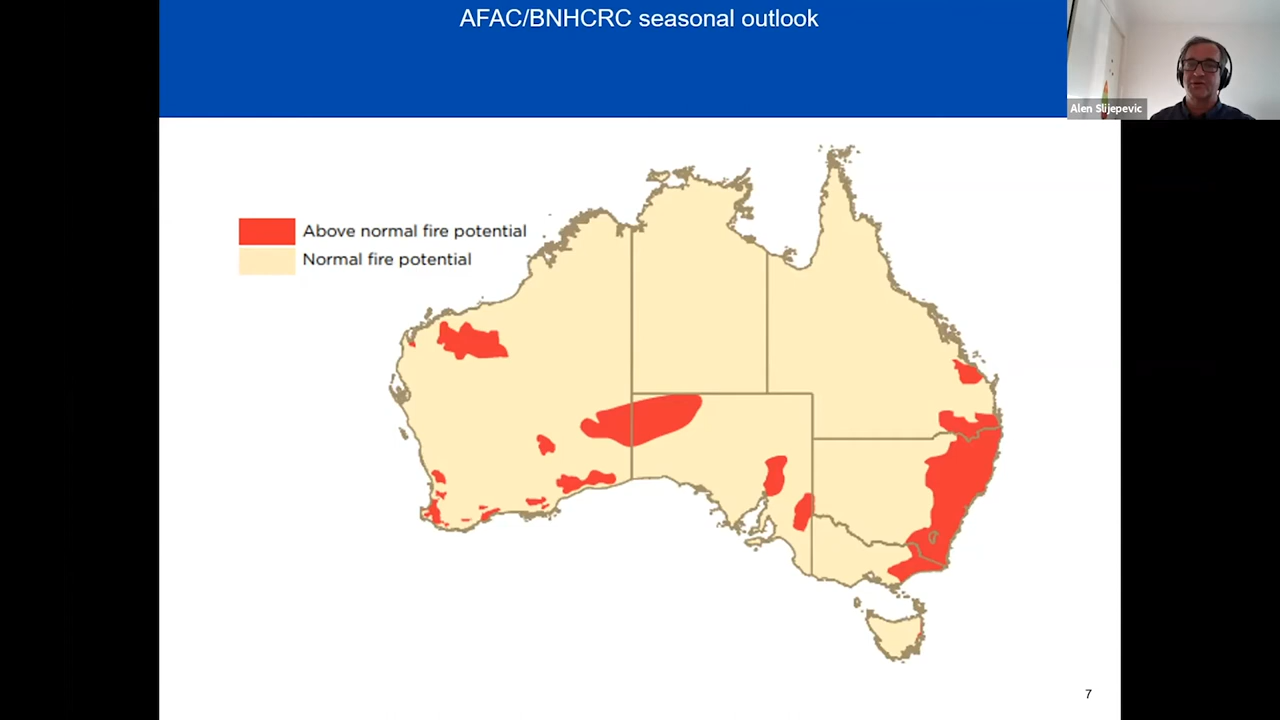 AFAC/BNHCRC seasonal outlook
Alen Slijepevic
Above normal fire potential
Normal fire potential
7